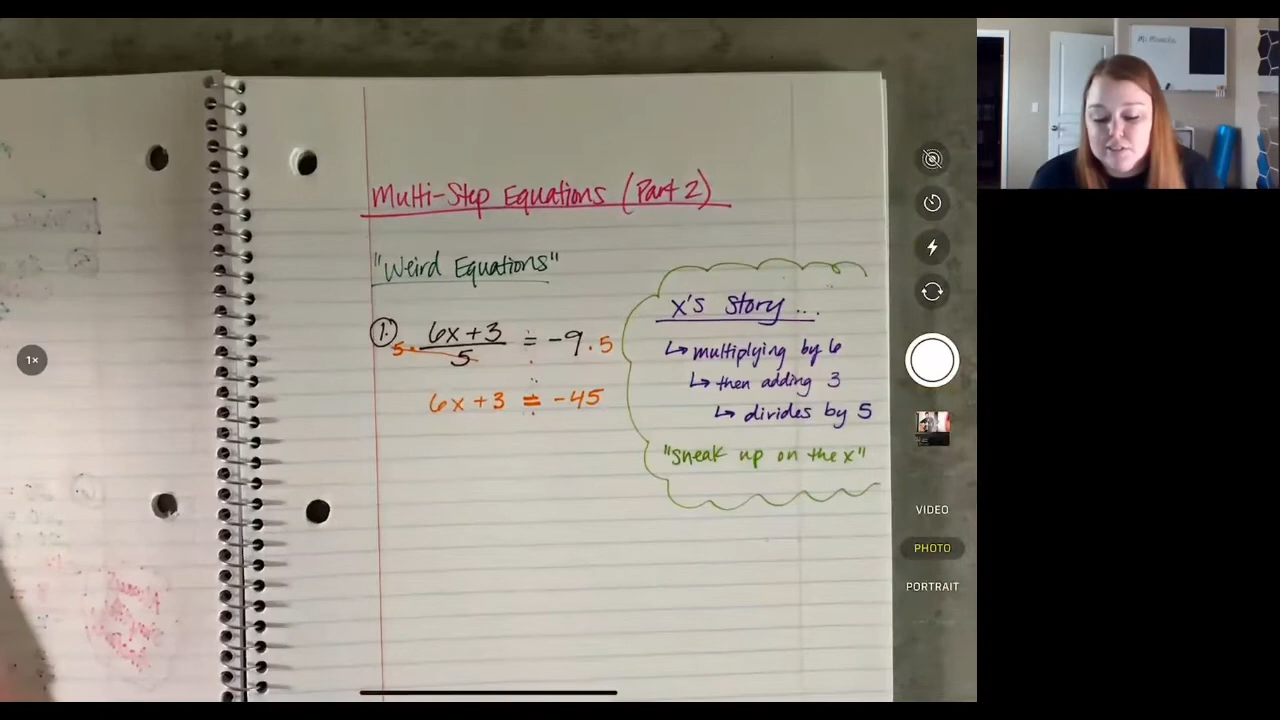 Multi-Step Equations (Part 2)
"Weird Equations"
1. 6x + 3 = -9 . 5
5 . 5
6x + 3 = -45
x's story...
↳ multiplying by 6
↳ then adding 3
↳ divides by 5
"sneak up on the x"
1×
VIDEO
PHOTO
PORTRAIT